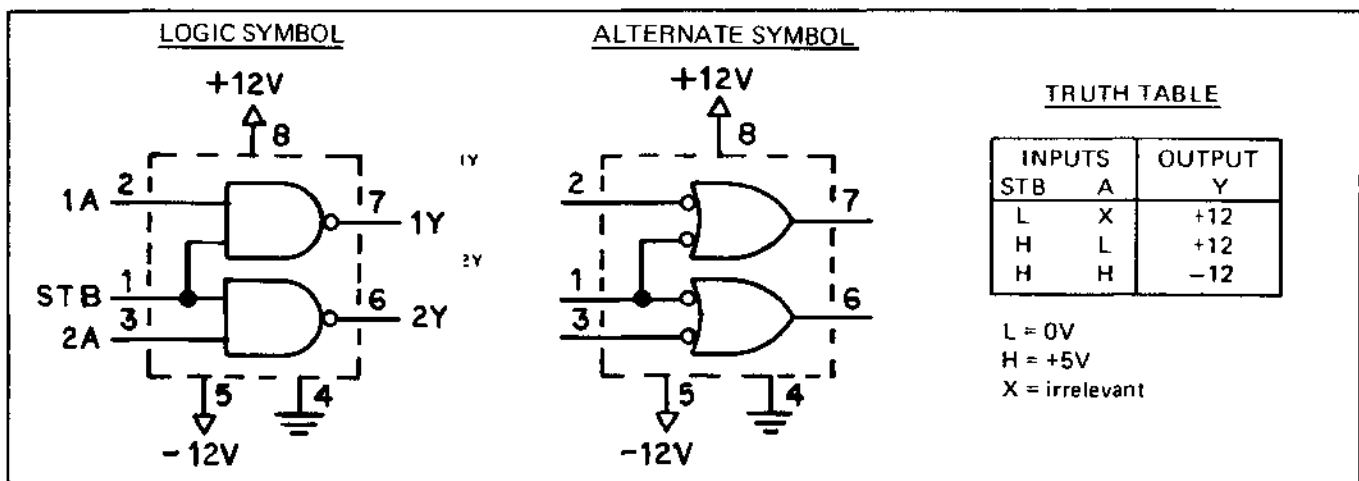 LOGIC SYMBOL
+12V
8
1A
2
7
1Y
STB
1
6
2Y
2A
3
5
4
-12V
1Y
2Y
ALTERNATE SYMBOL
+12V
8
2
7
1
6
3
5
4
-12V
TRUTH TABLE
INPUTS OUTPUT
STB A Y
L X +12
H L +12
H H −12
L = 0V
H = +5V
X = irrelevant